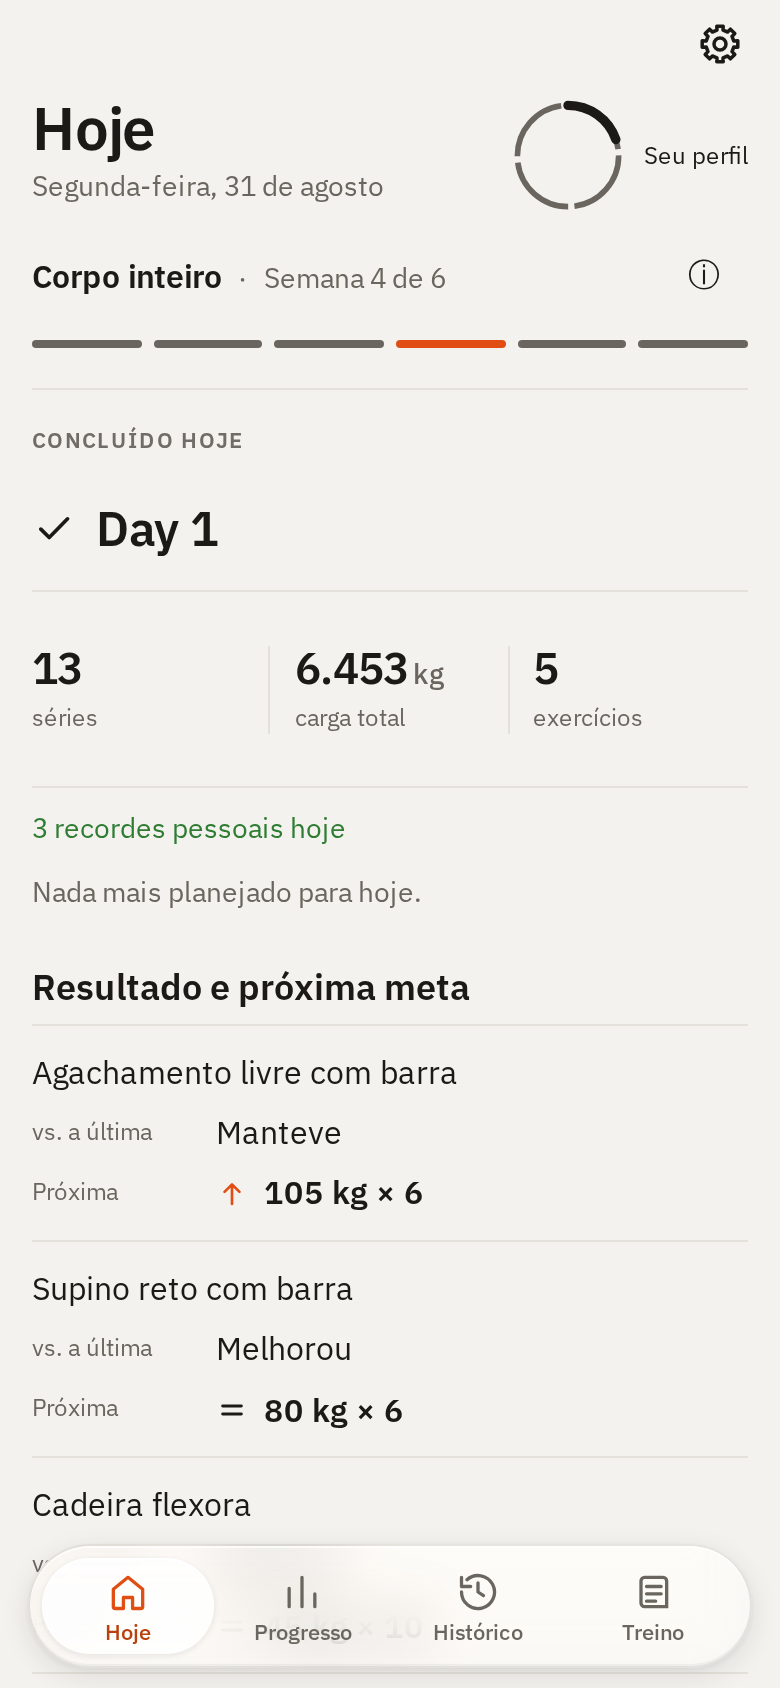 Hoje
Segunda-feira, 31 de agosto
Seu perfil
Corpo inteiro · Semana 4 de 6
CONCLUÍDO HOJE
Day 1
13
séries
6.453 kg
carga total
5
exercícios
3 recordes pessoais hoje
Nada mais planejado para hoje.
Resultado e próxima meta
Agachamento livre com barra
vs. a última Manteve
Próxima ↑ 105 kg × 6
Supino reto com barra
vs. a última Melhorou
Próxima = 80 kg × 6
Cadeira flexora
Hoje
Progresso
Histórico
Treino